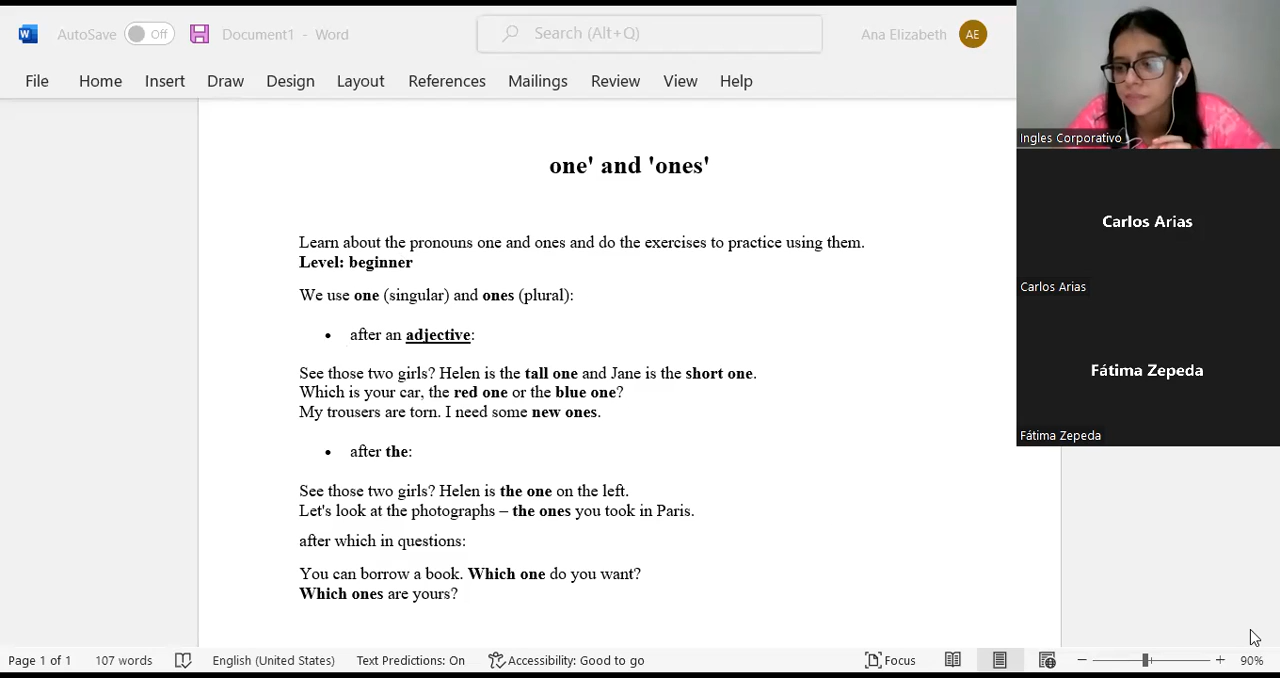 AutoSave Off Document1 - Word Search (Alt+Q) Ana Elizabeth AE
File Home Insert Draw Design Layout References Mailings Review View Help
one' and 'ones'
Learn about the pronouns one and ones and do the exercises to practice using them.
Level: beginner
We use one (singular) and ones (plural):
• after an adjective:
See those two girls? Helen is the tall one and Jane is the short one.
Which is your car, the red one or the blue one?
My trousers are torn. I need some new ones.
• after the:
See those two girls? Helen is the one on the left.
Let's look at the photographs – the ones you took in Paris.
after which in questions:
You can borrow a book. Which one do you want?
Which ones are yours?
Page 1 of 1 107 words English (United States) Text Predictions: On Accessibility: Good to go Focus 90%
Ingles Corporativo
Carlos Arias
Carlos Arias
Fátima Zepeda
Fátima Zepeda